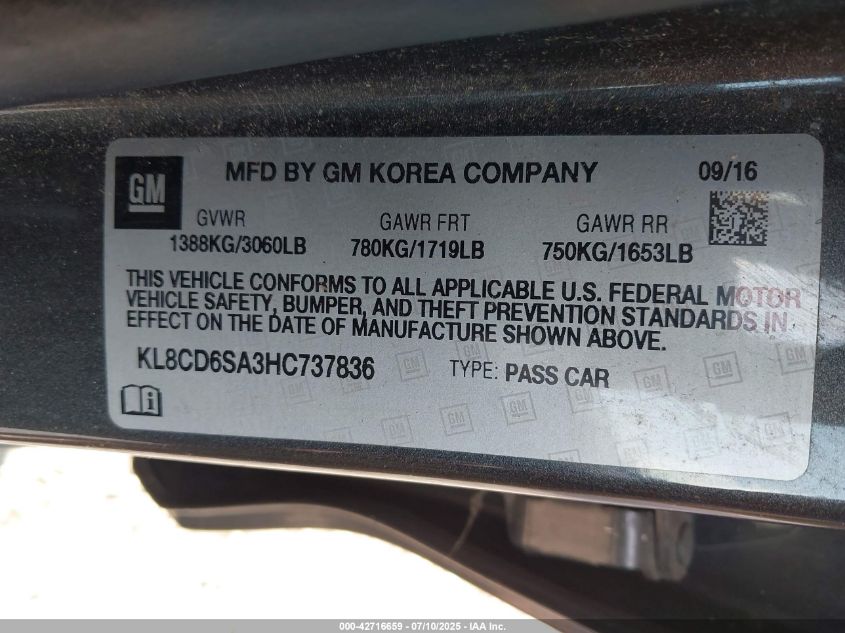 GM
MFD BY GM KOREA COMPANY 09/16
GVWR GAWR FRT GAWR RR
1388KG/3060LB 780KG/1719LB 750KG/1653LB
THIS VEHICLE CONFORMS TO ALL APPLICABLE U.S. FEDERAL MOTOR
VEHICLE SAFETY, BUMPER, AND THEFT PREVENTION STANDARDS IN
EFFECT ON THE DATE OF MANUFACTURE SHOWN ABOVE.
KL8CD6SA3HC737836 TYPE: PASS CAR
000-42716659 - 07/10/2025 - IAA Inc.